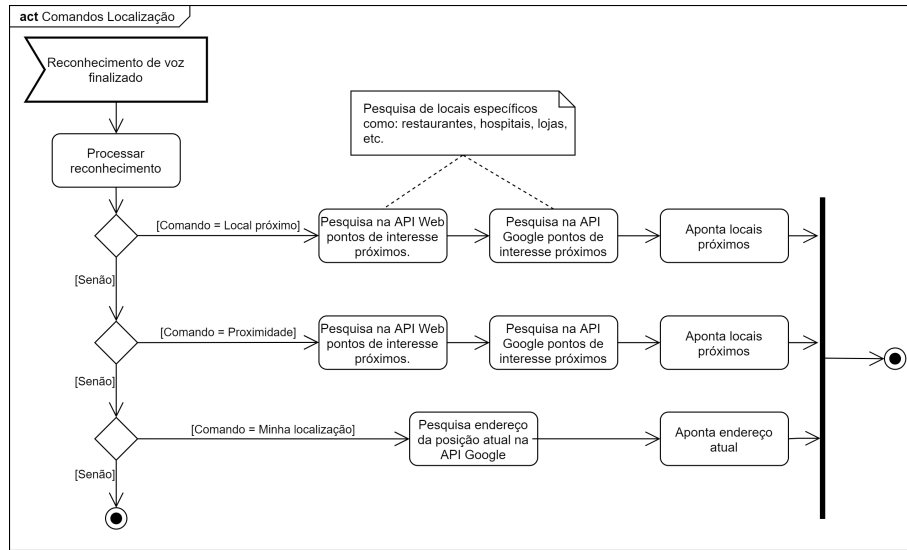 act Comandos Localização
Reconhecimento de voz
finalizado
Pesquisa de locais específicos
como: restaurantes, hospitais, lojas,
etc.
Processar
reconhecimento
[Comando = Local próximo]
Pesquisa na API Web
pontos de interesse
próximos.
Pesquisa na API
Google pontos de
interesse próximos
Aponta locais
próximos
[Senão]
[Comando = Proximidade]
Pesquisa na API Web
pontos de interesse
próximos.
Pesquisa na API
Google pontos de
interesse próximos
Aponta locais
próximos
[Senão]
[Comando = Minha localização]
Pesquisa endereço
da posição atual na
API Google
Aponta endereço
atual
[Senão]